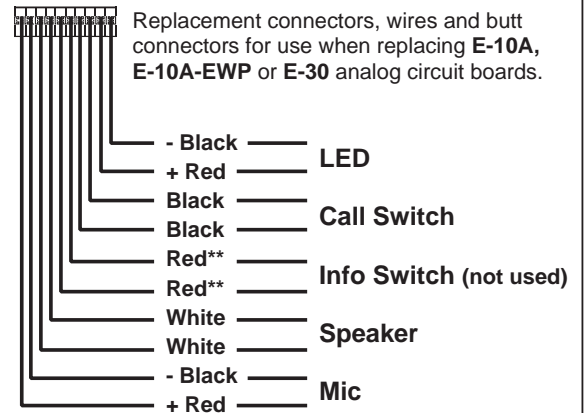 Replacement connectors, wires and butt
connectors for use when replacing E-10A,
E-10A-EWP or E-30 analog circuit boards.
- Black
+ Red
LED
Black
Black
Call Switch
Red**
Red**
Info Switch (not used)
White
White
Speaker
- Black
+ Red
Mic